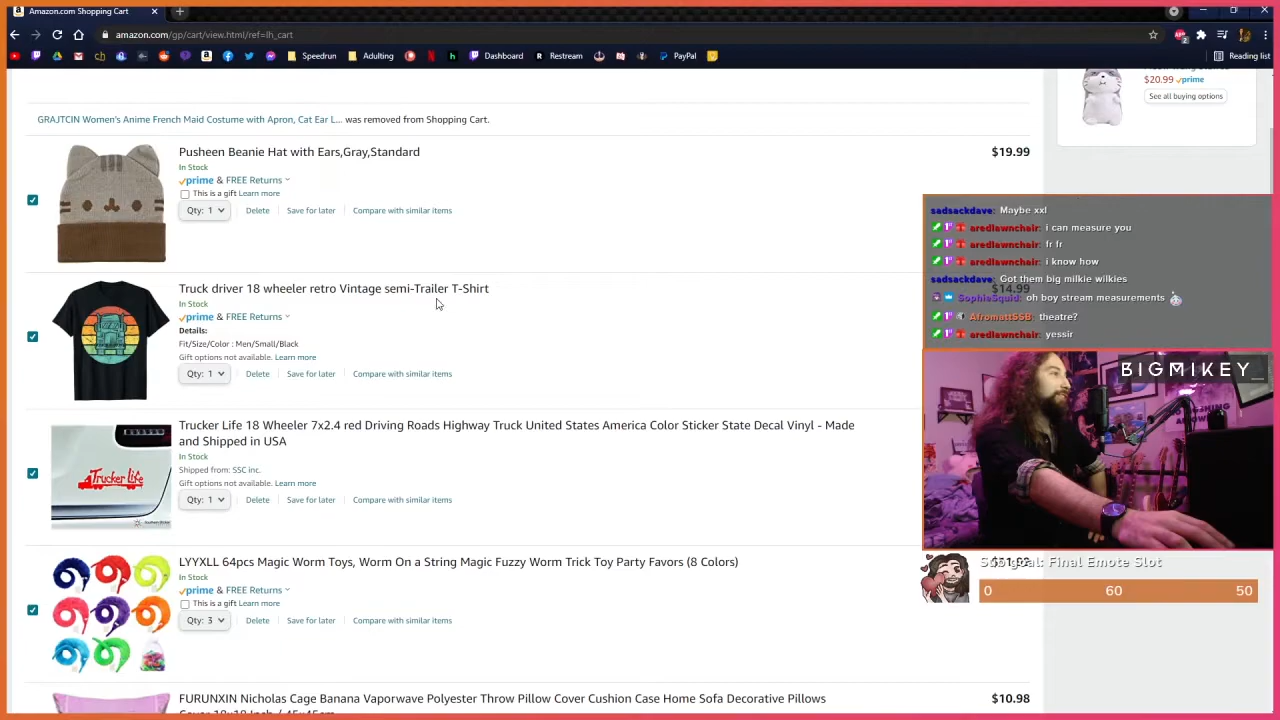 Amazon.com Shopping Cart
amazon.com/gp/cart/view.html/ref=lh_cart
Speedrun
Adulting
Dashboard
Restream
PayPal
Reading list
$20.99 prime
See all buying options
GRAJTCIN Women's Anime French Maid Costume with Apron, Cat Ear L... was removed from Shopping Cart.
Pusheen Beanie Hat with Ears,Gray,Standard
$19.99
In Stock
prime & FREE Returns
This is a gift Learn more
Qty: 1
Delete
Save for later
Compare with similar items
Truck driver 18 wheeler retro Vintage semi-Trailer T-Shirt
$14.99
In Stock
prime & FREE Returns
Details:
Fit/Size/Color : Men/Small/Black
Gift options not available. Learn more
Qty: 1
Delete
Save for later
Compare with similar items
Trucker Life
Trucker Life 18 Wheeler 7x2.4 red Driving Roads Highway Truck United States America Color Sticker State Decal Vinyl - Made
and Shipped in USA
In Stock
Shipped from: SSC inc.
Gift options not available. Learn more
Qty: 1
Delete
Save for later
Compare with similar items
LYYXLL 64pcs Magic Worm Toys, Worm On a String Magic Fuzzy Worm Trick Toy Party Favors (8 Colors)
In Stock
prime & FREE Returns
This is a gift Learn more
Qty: 3
Delete
Save for later
Compare with similar items
FURUNXIN Nicholas Cage Banana Vaporwave Polyester Throw Pillow Cover Cushion Case Home Sofa Decorative Pillows
$10.98
sadsackdave: Maybe xxl
aredlawnchair: i can measure you
aredlawnchair: fr fr
aredlawnchair: i know how
sadsackdave: Got them big milkie wilkies
SophieSquid: oh boy stream measurements
AfromattSSB: theatre?
aredlawnchair: yessir
BIGMIKEY_
Sub goal: Final Emote Slot
0 60 50